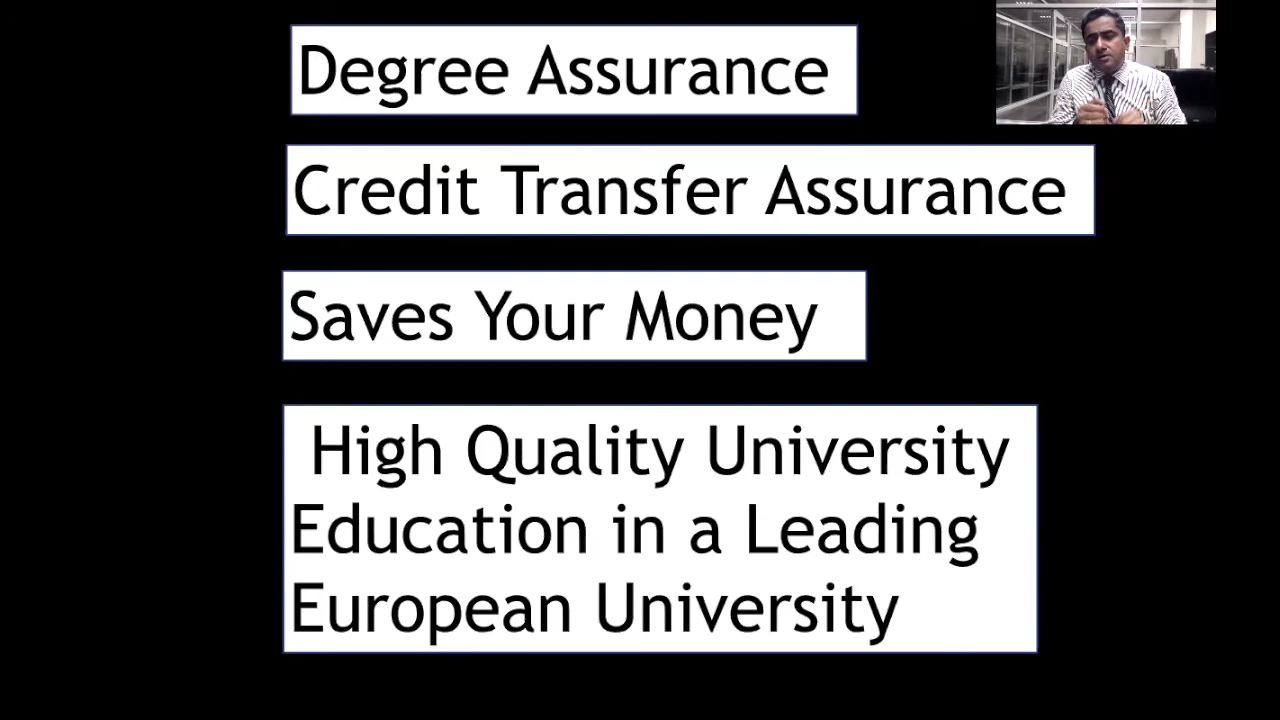 Degree Assurance
Credit Transfer Assurance
Saves Your Money
High Quality University
Education in a Leading
European University